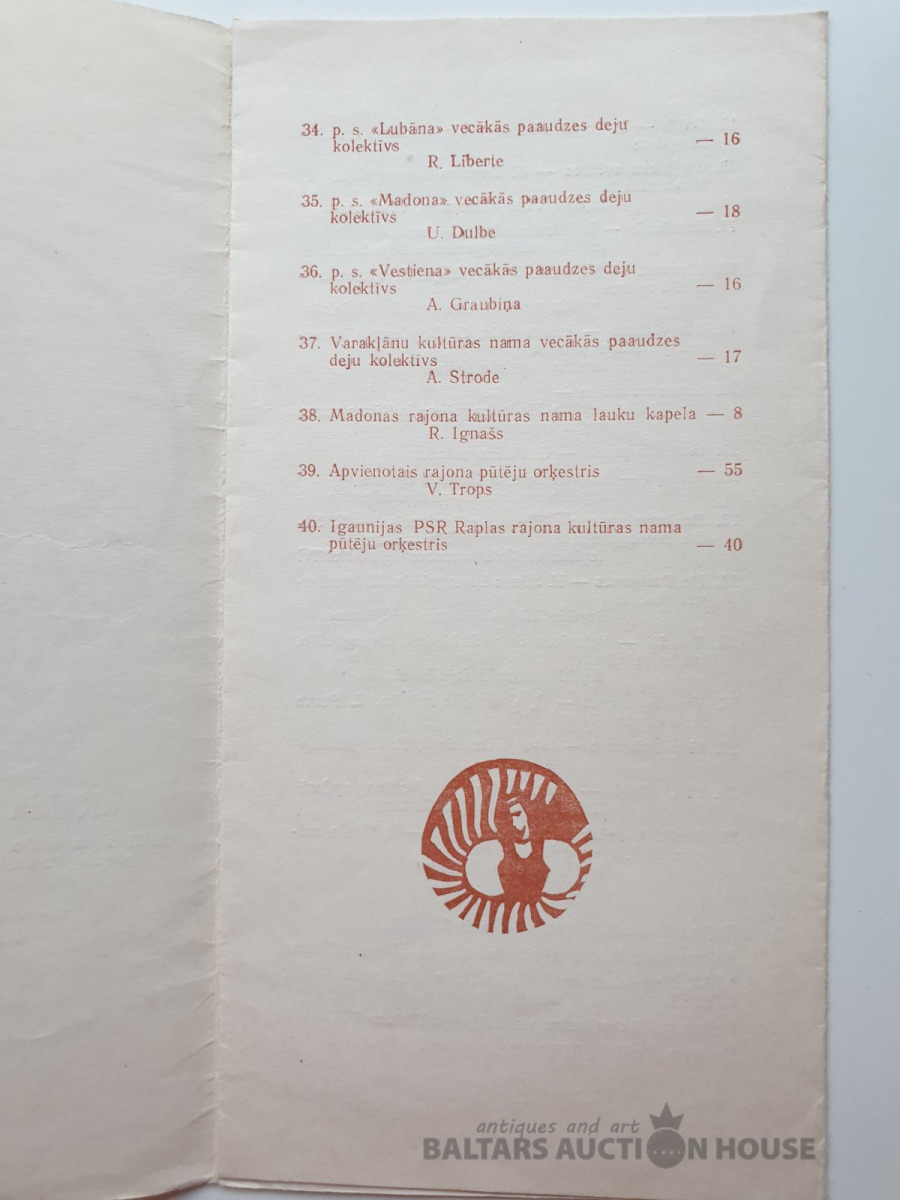 34. p. s. «Lubāna» vecākās paaudzes deju
kolektīvs — 16
R. Liberte
35. p. s. «Madona» vecākās paaudzes deju
kolektīvs — 18
U. Dulbe
36. p. s. «Vestiena» vecākās paaudzes deju
kolektīvs — 16
A. Graubiņa
37. Varakļānu kultūras nama vecākās paaudzes
deju kolektīvs — 17
A. Strode
38. Madonas rajona kultūras nama lauku kapela — 8
R. Ignašs
39. Apvienotais rajona pūtēju orķestris — 55
V. Trops
40. Igaunijas PSR Raplas rajona kultūras nama
pūtēju orķestris — 40
antiques and art
BALTARS AUCTION HOUSE